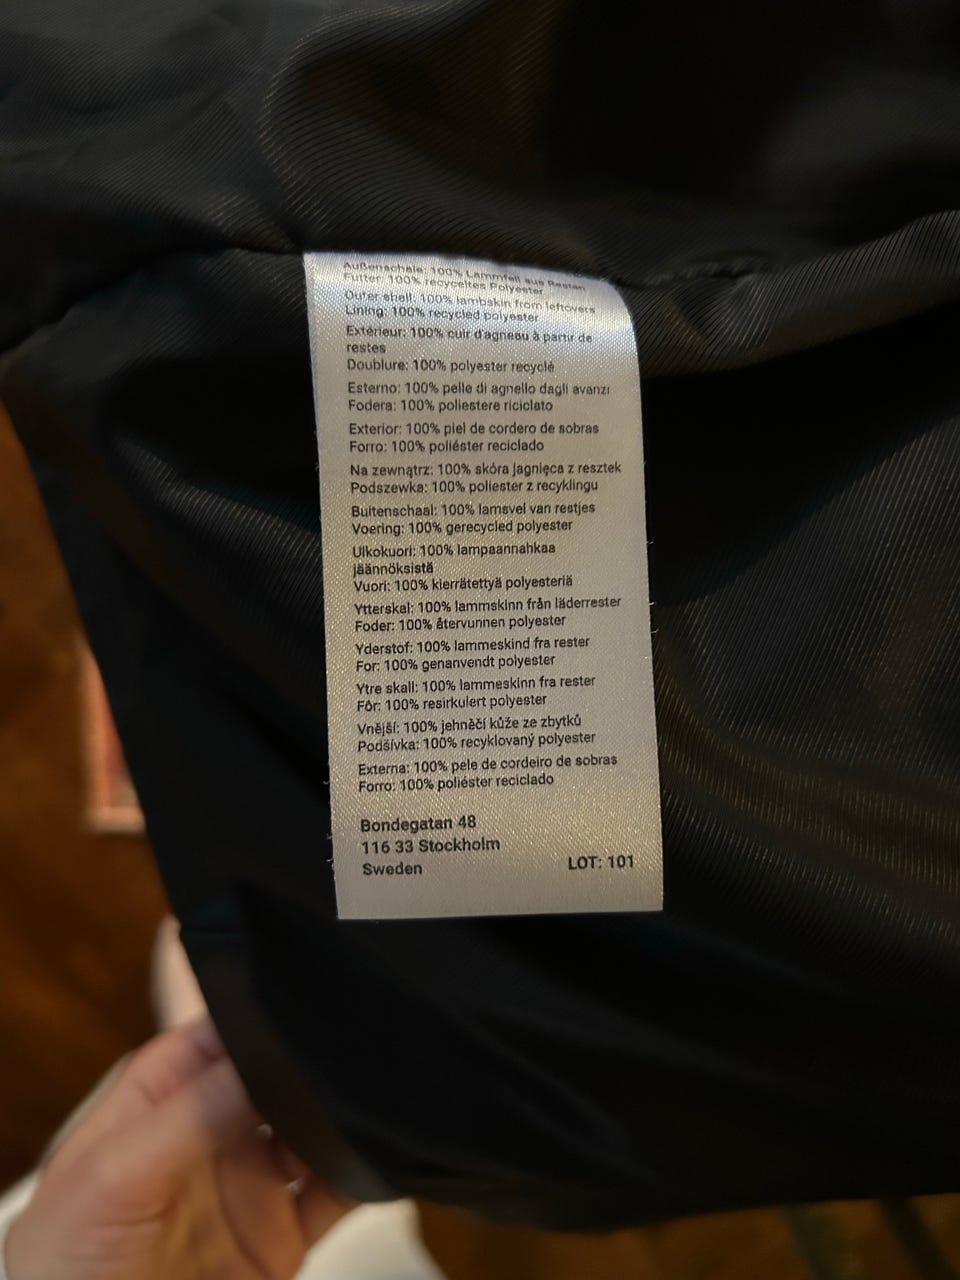 Außenschale: 100% Lammfell aus Resten
Futter: 100% recyceltes Polyester
Outer shell: 100% lambskin from leftovers
Lining: 100% recycled polyester
Extérieur: 100% cuir d'agneau à partir de
restes
Doublure: 100% polyester recyclé
Esterno: 100% pelle di agnello dagli avanzi
Fodera: 100% poliestere riciclato
Exterior: 100% piel de cordero de sobras
Forro: 100% poliéster reciclado
Na zewnątrz: 100% skóra jagnięca z resztek
Podszewka: 100% poliester z recyklingu
Buitenschaal: 100% lamsvel van restjes
Voering: 100% gerecycled polyester
Ulkokuori: 100% lampaannahkaa
jäännöksistä
Vuori: 100% kierrätettyä polyesteriä
Ytterskal: 100% lammskinn från läderrester
Foder: 100% återvunnen polyester
Yderstof: 100% lammeskind fra rester
For: 100% genanvendt polyester
Ytre skall: 100% lammeskinn fra rester
Fôr: 100% resirkulert polyester
Vnější: 100% jehněčí kůže ze zbytků
Podšívka: 100% recyklovaný polyester
Externa: 100% pele de cordeiro de sobras
Forro: 100% poliéster reciclado
Bondegatan 48
116 33 Stockholm
Sweden LOT: 101